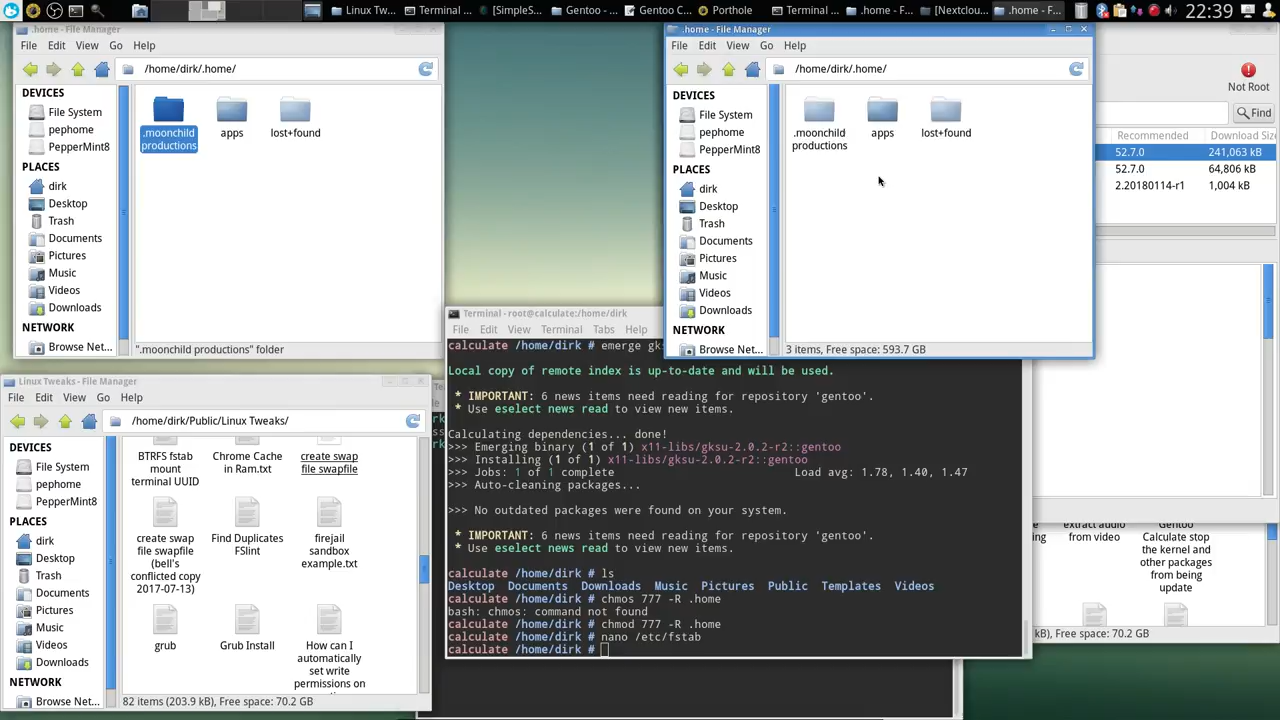 Linux Tw...
Terminal ...
[SimpleS...
Gentoo -...
Gentoo C...
Porthole
Terminal ...
.home - F...
[Nextclou...
.home - F...
22:39
.home - File Manager
File Edit View Go Help
/home/dirk/.home/
DEVICES
File System
pephome
PepperMint8
PLACES
dirk
Desktop
Trash
Documents
Pictures
Music
Videos
Downloads
NETWORK
Browse Net...
.moonchild
productions
apps
lost+found
".moonchild productions" folder
.home - File Manager
File Edit View Go Help
/home/dirk/.home/
DEVICES
File System
pephome
PepperMint8
PLACES
dirk
Desktop
Trash
Documents
Pictures
Music
Videos
Downloads
NETWORK
Browse Net...
.moonchild
productions
apps
lost+found
3 items, Free space: 593.7 GB
Not Root
Find
Recommended Download Siz
52.7.0 241,063 kB
52.7.0 64,806 kB
2.20180114-r1 1,004 kB
Linux Tweaks - File Manager
File Edit View Go Help
/home/dirk/Public/Linux Tweaks/
DEVICES
File System
pephome
PepperMint8
PLACES
dirk
Desktop
Trash
Documents
Pictures
Music
Videos
Downloads
NETWORK
Browse Net...
BTRFS fstab
mount
terminal UUID
Chrome Cache
in Ram.txt
create swap
file swapfile
create swap
file swapfile
(bell's
conflicted copy
2017-07-13)
Find Duplicates
FSlint
firejail
sandbox
example.txt
grub
Grub Install
How can I
automatically
set write
permissions on
82 items (203.9 kB), Free space: 70.2 GB
Terminal - root@calculate:/home/dirk
File Edit View Terminal Tabs Help
calculate /home/dirk # emerge gks
Local copy of remote index is up-to-date and will be used.
* IMPORTANT: 6 news items need reading for repository 'gentoo'.
* Use eselect news read to view new items.
Calculating dependencies... done!
>>> Emerging binary (1 of 1) x11-libs/gksu-2.0.2-r2::gentoo
>>> Installing (1 of 1) x11-libs/gksu-2.0.2-r2::gentoo
>>> Jobs: 1 of 1 complete Load avg: 1.78, 1.40, 1.47
>>> Auto-cleaning packages...
>>> No outdated packages were found on your system.
* IMPORTANT: 6 news items need reading for repository 'gentoo'.
* Use eselect news read to view new items.
calculate /home/dirk # ls
Desktop Documents Downloads Music Pictures Public Templates Videos
calculate /home/dirk # chmos 777 -R .home
bash: chmos: command not found
calculate /home/dirk # chmod 777 -R .home
calculate /home/dirk # nano /etc/fstab
calculate /home/dirk #
extract audio
from video
Gentoo
Calculate stop
the kernel and
other packages
from being
update
kB), Free space: 70.2 GB